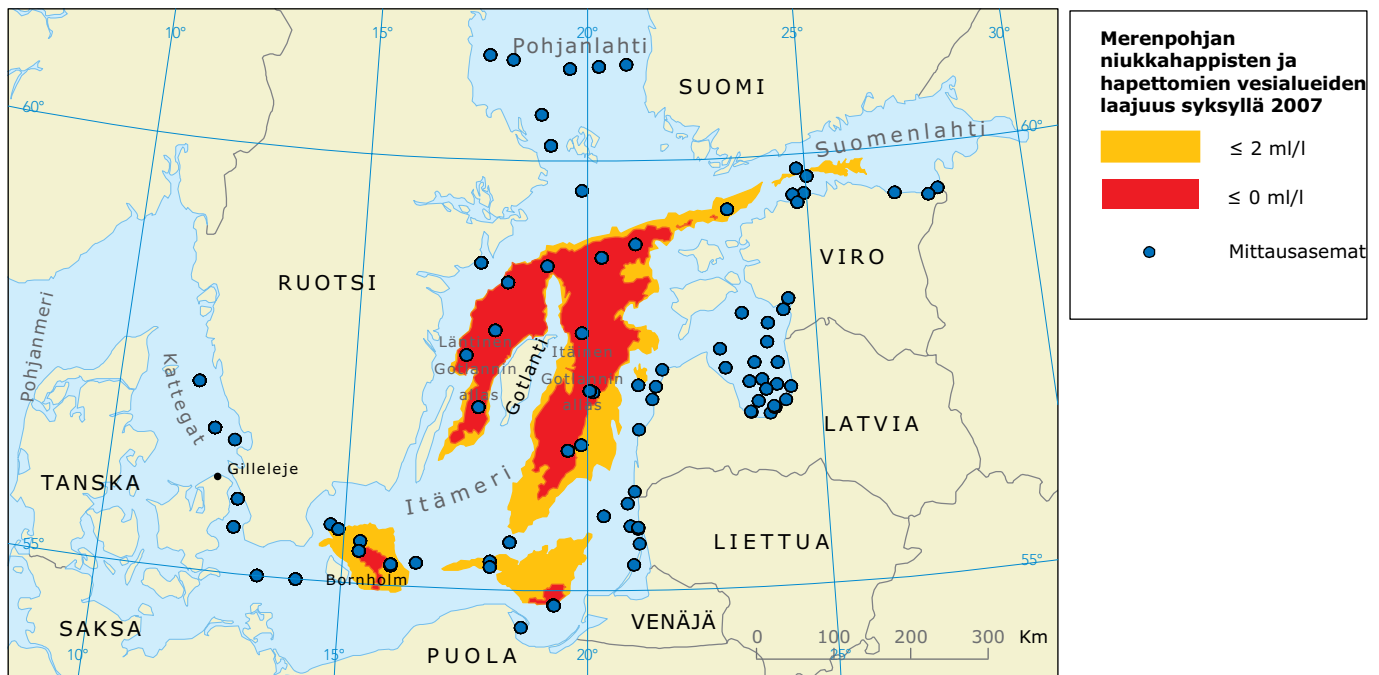 10°
15°
20°
25°
30°
Pohjanlahti
SUOMI
60°
60°
Suomenlahti
RUOTSI
VIRO
Pohjanmeri
Kattegat
Läntinen
Gotlannin
allas
Gotlanti
Itäinen
Gotlannin
allas
LATVIA
Gilleleje
TANSKA
Itämeri
LIETTUA
55°
55°
Bornholm
SAKSA
VENÄJÄ
PUOLA
0 100 200 300 Km
10°
15°
20°
25°
Merenpohjan
niukkahappisten ja
hapettomien vesialueiden
laajuus syksyllä 2007
≤ 2 ml/l
≤ 0 ml/l
Mittausasemat